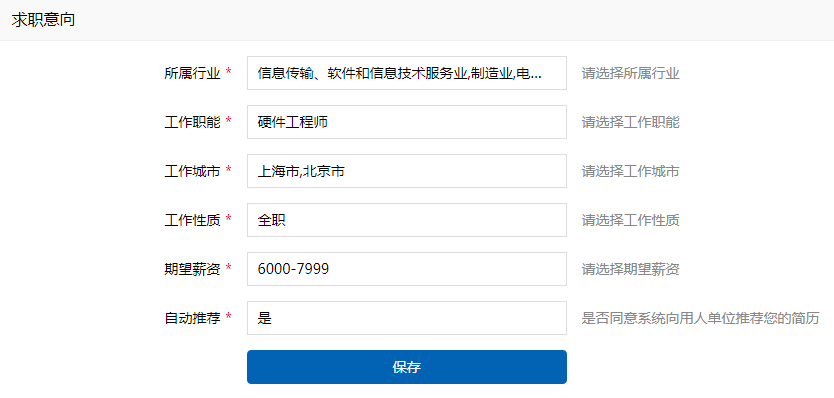 求职意向
所属行业 * 信息传输、软件和信息技术服务业,制造业,电... 请选择所属行业
工作职能 * 硬件工程师 请选择工作职能
工作城市 * 上海市,北京市 请选择工作城市
工作性质 * 全职 请选择工作性质
期望薪资 * 6000-7999 请选择期望薪资
自动推荐 * 是 是否同意系统向用人单位推荐您的简历
保存